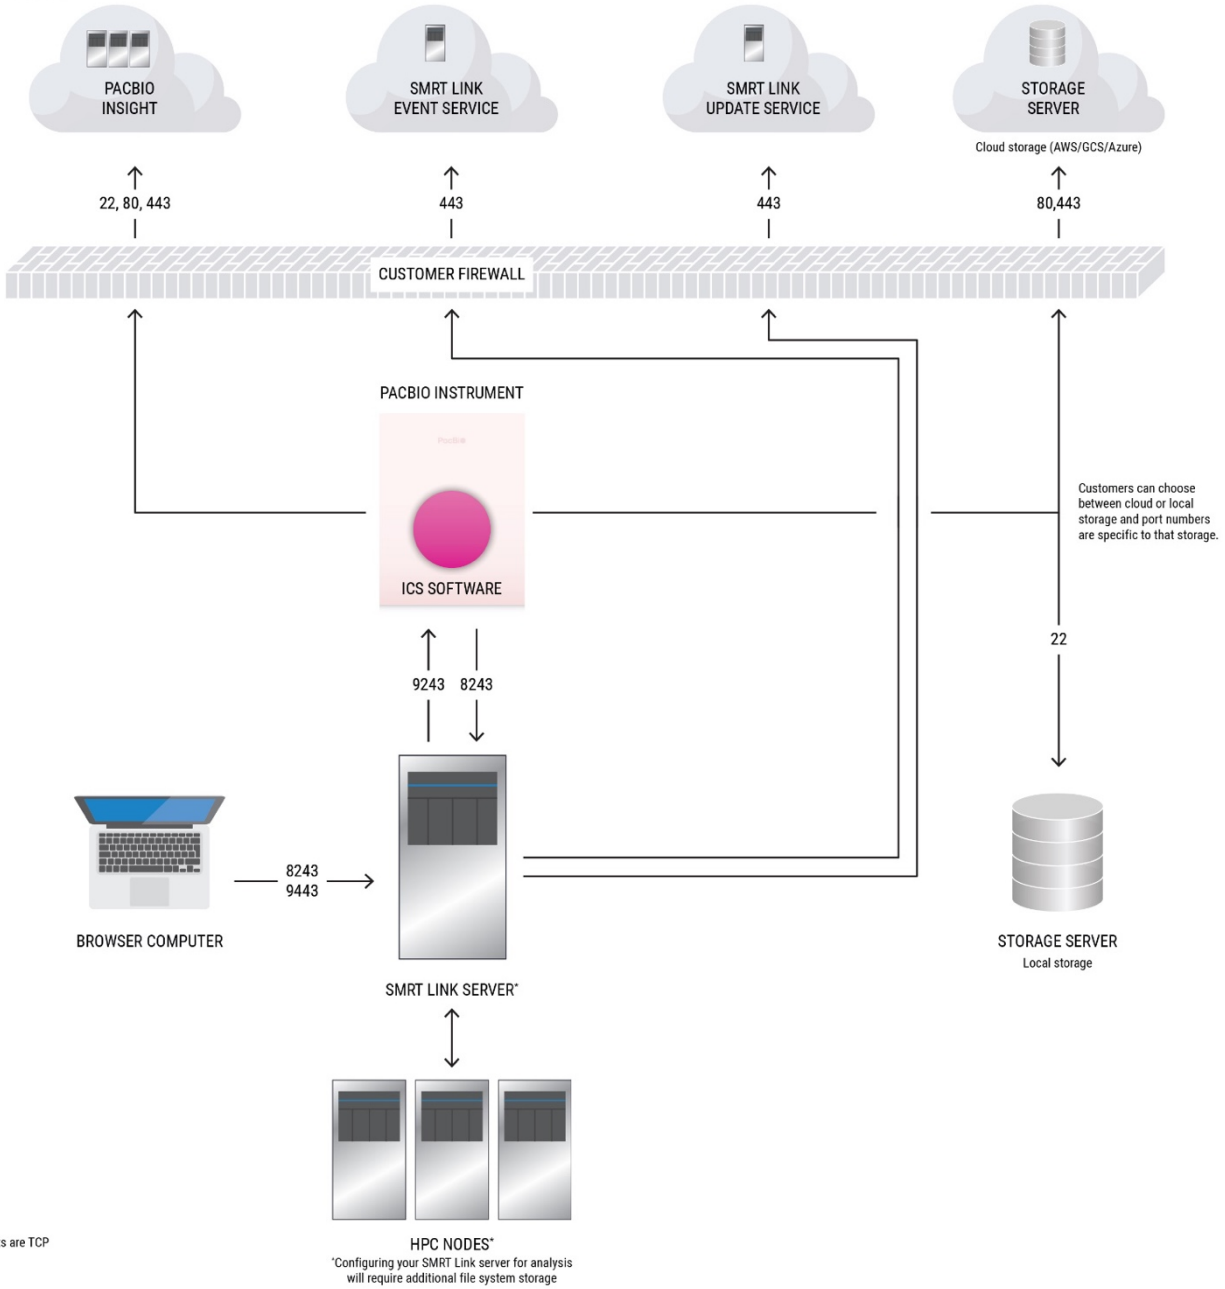 PACBIO
INSIGHT
SMRT LINK
EVENT SERVICE
SMRT LINK
UPDATE SERVICE
STORAGE
SERVER
Cloud storage (AWS/GCS/Azure)
22, 80, 443
443
443
80,443
CUSTOMER FIREWALL
PACBIO INSTRUMENT
PacBio
ICS SOFTWARE
Customers can choose
between cloud or local
storage and port numbers
are specific to that storage.
22
9243
8243
8243
9443
BROWSER COMPUTER
SMRT LINK SERVER*
STORAGE SERVER
Local storage
HPC NODES*
*Configuring your SMRT Link server for analysis
will require additional file system storage
s are TCP